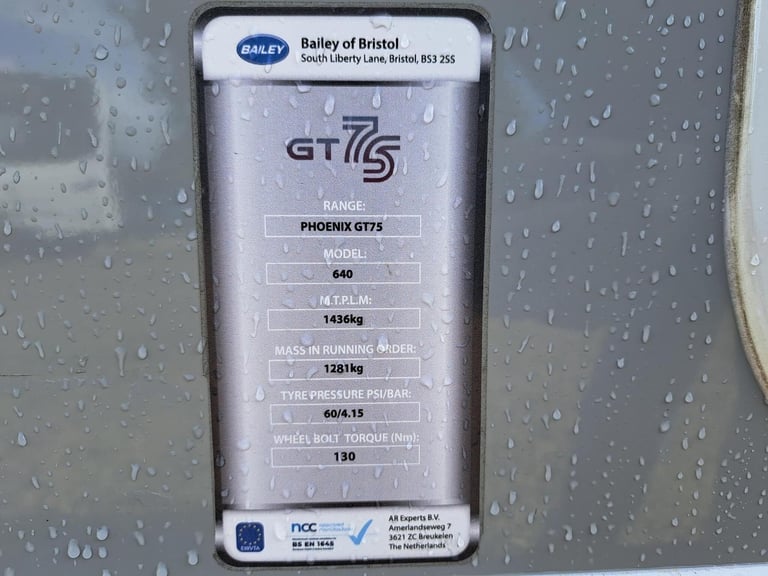 BAILEY
Bailey of Bristol
South Liberty Lane, Bristol, BS3 2SS
GT75
RANGE:
PHOENIX GT75
MODEL:
640
M.T.P.L.M:
1436kg
MASS IN RUNNING ORDER:
1281kg
TYRE PRESSURE PSI/BAR:
60/4.15
WHEEL BOLT TORQUE (Nm):
130
EWVTA
ncc
BS EN 1645
AR Experts B.V.
Amerlandseweg 7
3621 ZC Breukelen
The Netherlands